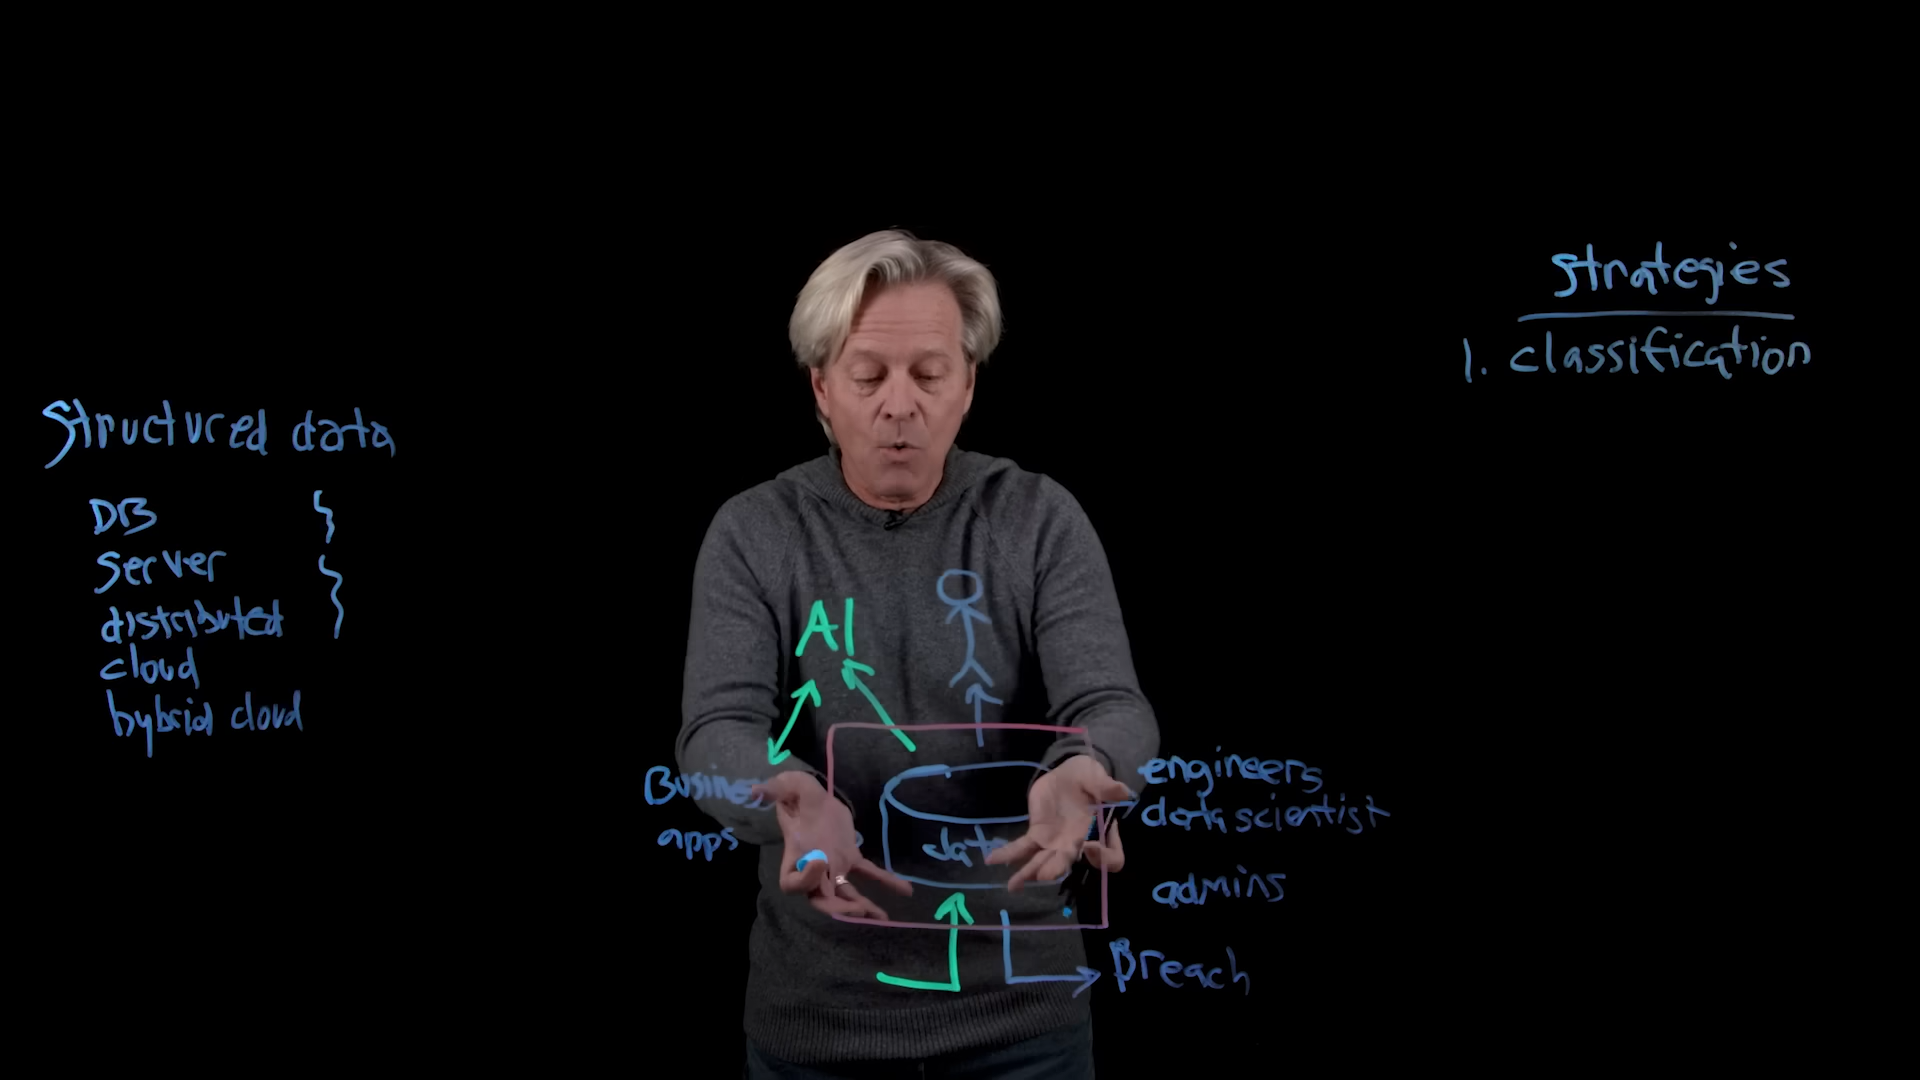 Structured data
DB
Server
distributed
cloud
hybrid cloud
AI
Business
apps
data
engineers
data scientist
admins
Breach
Strategies
1. classification